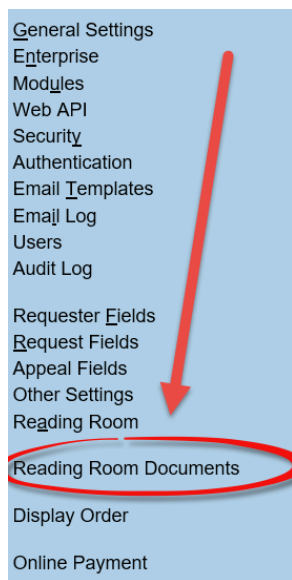 General Settings
Enterprise
Modules
Web API
Security
Authentication
Email Templates
Email Log
Users
Audit Log
Requester Fields
Request Fields
Appeal Fields
Other Settings
Reading Room
Reading Room Documents
Display Order
Online Payment